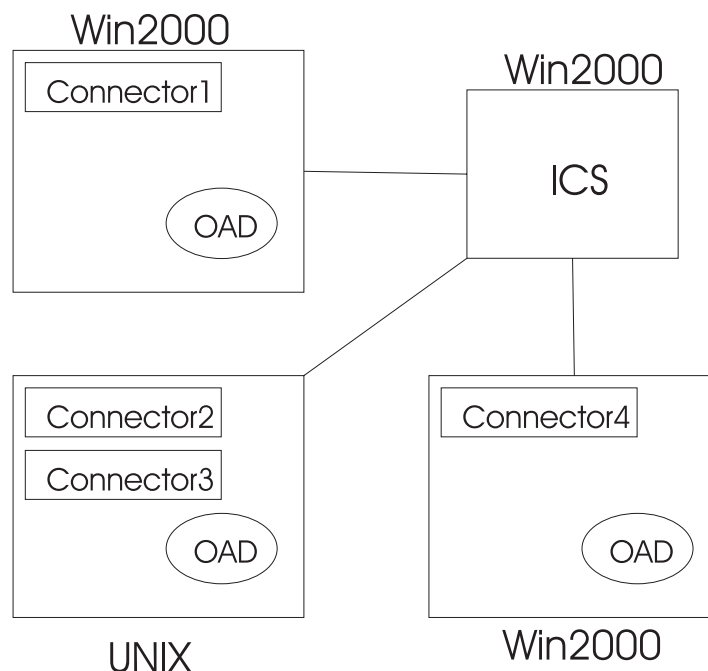 Win2000
Connector1
OAD
Win2000
ICS
Connector2
Connector3
OAD
UNIX
Connector4
OAD
Win2000